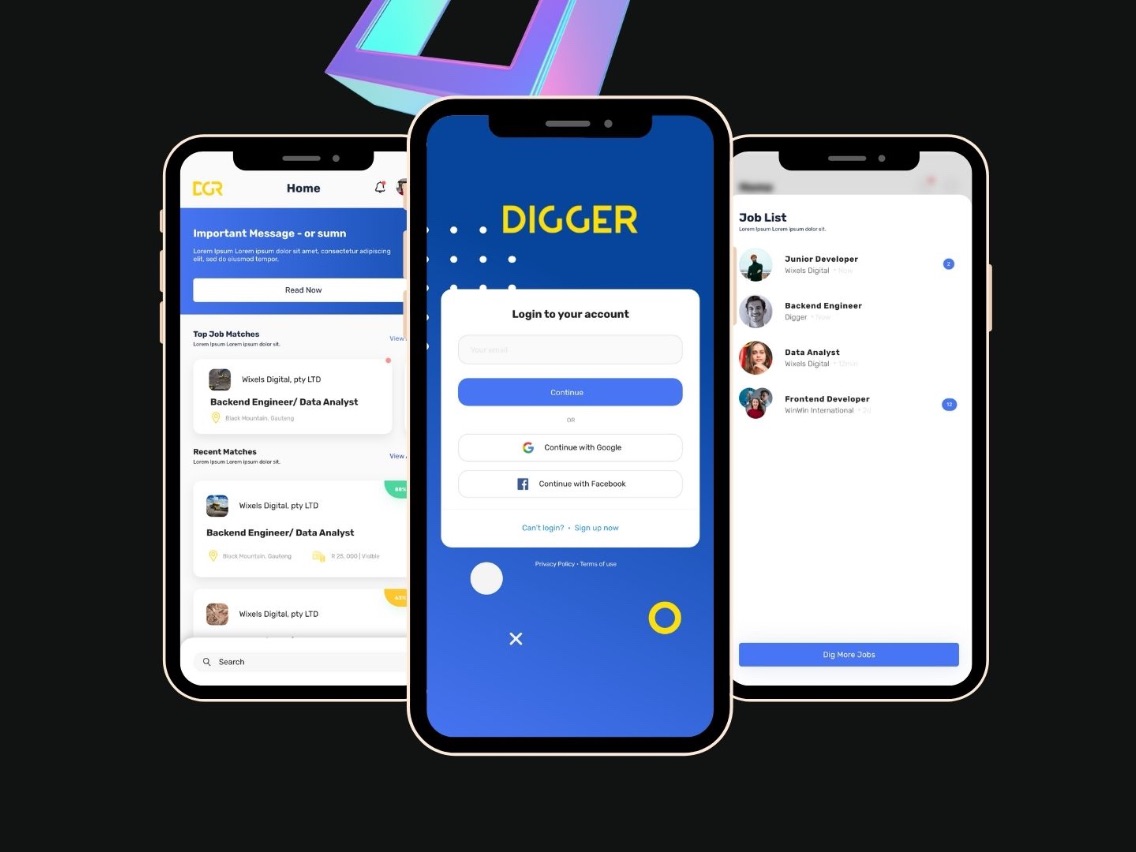 DGR
Home
Important Message - or sumn
Lorem Ipsum Lorem ipsum dolor sit amet, consectetur adipiscing
elit, sed do eiusmod tempor.
Read Now
Top Job Matches
Lorem Ipsum Lorem ipsum dolor sit.
View
Wixels Digital, pty LTD
Backend Engineer/ Data Analyst
Black Mountain, Gauteng
Recent Matches
Lorem Ipsum Lorem ipsum dolor sit.
View
Wixels Digital, pty LTD
Backend Engineer/ Data Analyst
Black Mountain, Gauteng
R 25, 000 | Visible
Wixels Digital, pty LTD
Search
DIGGER
Login to your account
Your email
Continue
OR
Continue with Google
Continue with Facebook
Can't login? • Sign up now
Privacy Policy • Terms of use
Home
Job List
Lorem Ipsum Lorem ipsum dolor sit.
Junior Developer
Wixels Digital • Now
2
Backend Engineer
Digger • Now
Data Analyst
Wixels Digital
Frontend Developer
WinWin International
12
Dig More Jobs